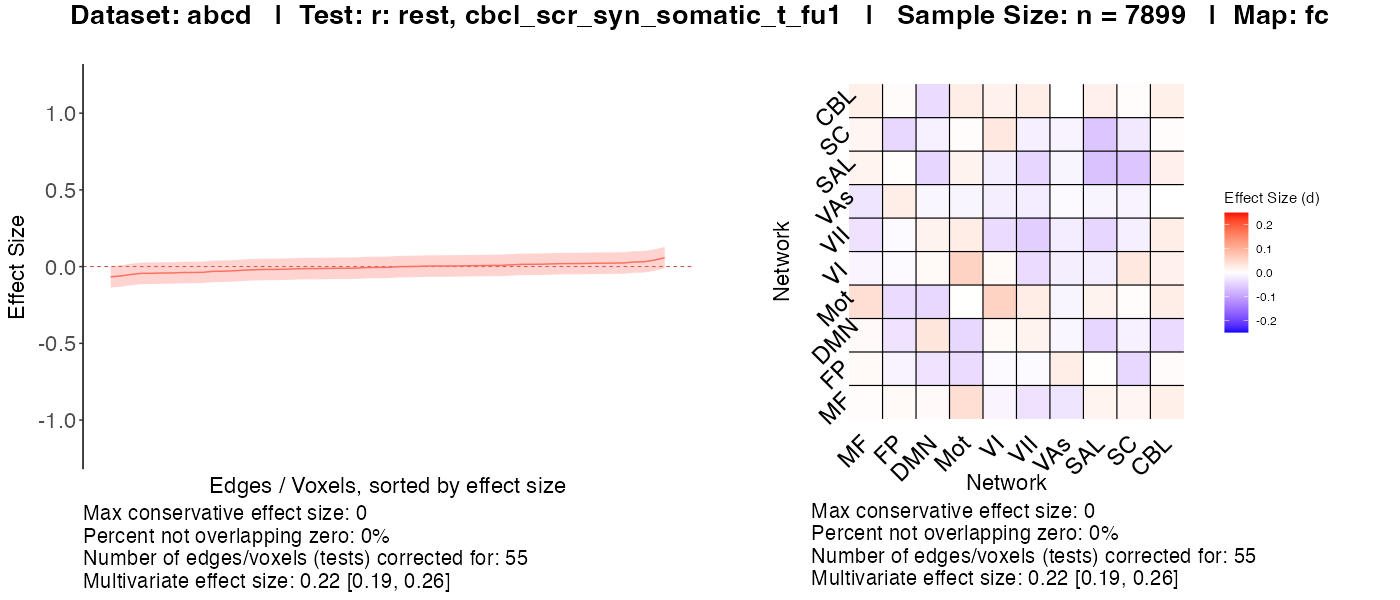 Dataset: abcd | Test: r: rest, cbcl_scr_syn_somatic_t_fu1 | Sample Size: n = 7899 | Map: fc
Effect Size
1.0
0.5
0.0
-0.5
-1.0
Edges / Voxels, sorted by effect size
Max conservative effect size: 0
Percent not overlapping zero: 0%
Number of edges/voxels (tests) corrected for: 55
Multivariate effect size: 0.22 [0.19, 0.26]
Network
CBL
SC
SAL
VAs
VII
VI
Mot
DMN
FP
MF
MF FP DMN Mot VI VII VAs SAL SC CBL
Network
Effect Size (d)
0.2
0.1
0.0
-0.1
-0.2
Max conservative effect size: 0
Percent not overlapping zero: 0%
Number of edges/voxels (tests) corrected for: 55
Multivariate effect size: 0.22 [0.19, 0.26]